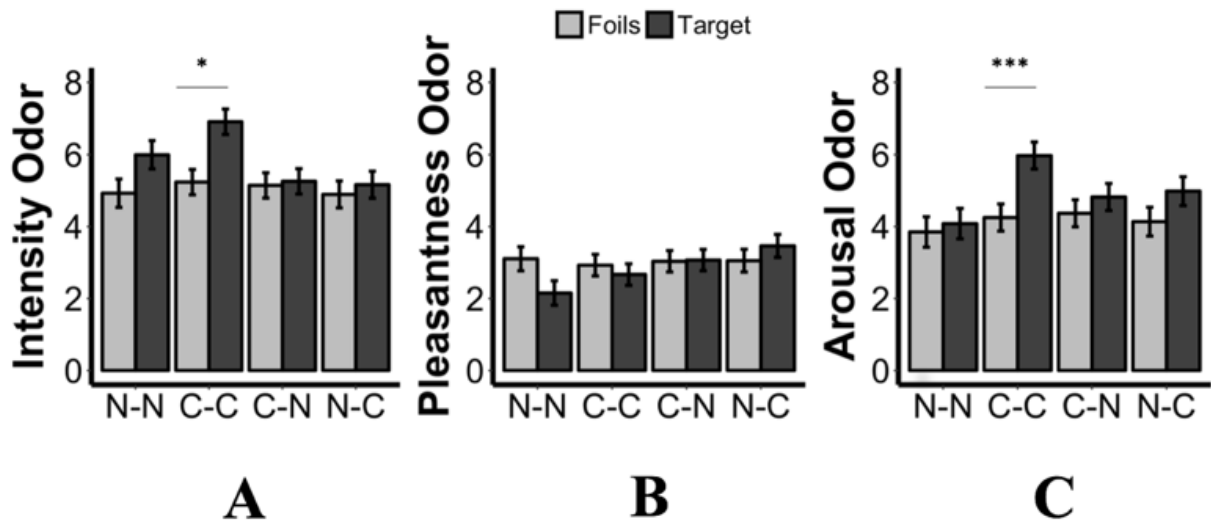 Foils Target
Intensity Odor
8
6
4
2
0
*
N-N C-C C-N N-C
A
Pleasantness Odor
8
6
4
2
0
N-N C-C C-N N-C
B
Arousal Odor
8
6
4
2
0
***
N-N C-C C-N N-C
C